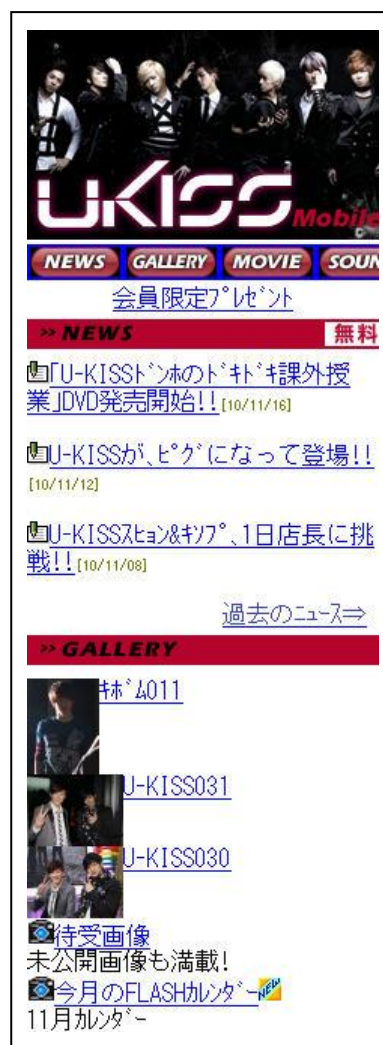 UKISS Mobile
NEWS GALLERY MOVIE SOUN
会員限定ﾌﾟﾚｾﾞﾝﾄ
>> NEWS 無料
「U-KISSﾄﾞﾝﾎのﾄﾞｷﾄﾞｷ課外授
業」DVD発売開始!! [10/11/16]
U-KISSが、ﾋﾟｸﾞになって登場!!
[10/11/12]
U-KISSｽﾋｮﾝ&ｷｿﾌﾟ、1日店長に挑
戦!! [10/11/08]
過去のﾆｭｰｽ⇒
>> GALLERY
ｷﾎﾞﾑ011
U-KISS031
U-KISS030
待受画像
未公開画像も満載!
今月のFLASHｶﾚﾝﾀﾞｰ NEW
11月ｶﾚﾝﾀﾞｰ